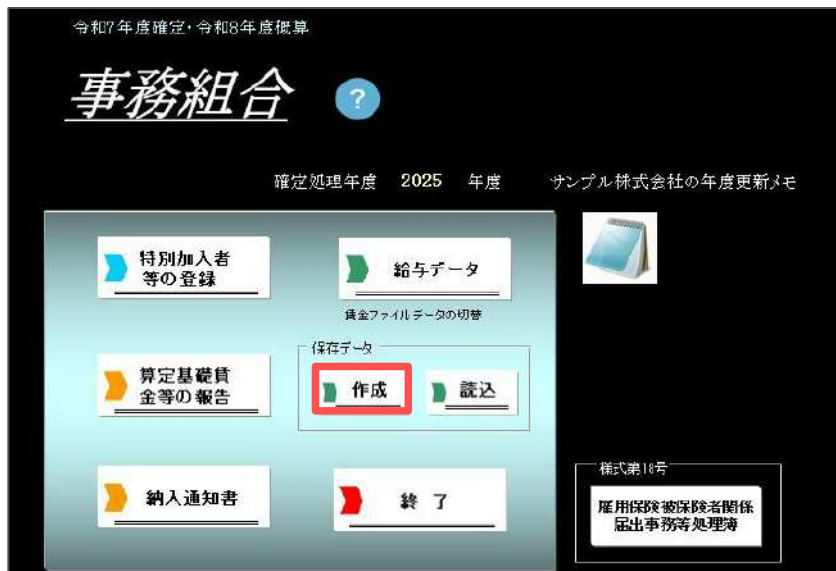 令和7年度確定・令和8年度概算
事務組合
?
確定処理年度 2025 年度
サンプル株式会社の年度更新メモ
特別加入者
等の登録
給与データ
賃金ファイルデータの切替
保存データ
算定基礎賃
金等の報告
作成
読込
納入通知書
終了
様式第18号
雇用保険被保険者関係
届出事務等処理簿